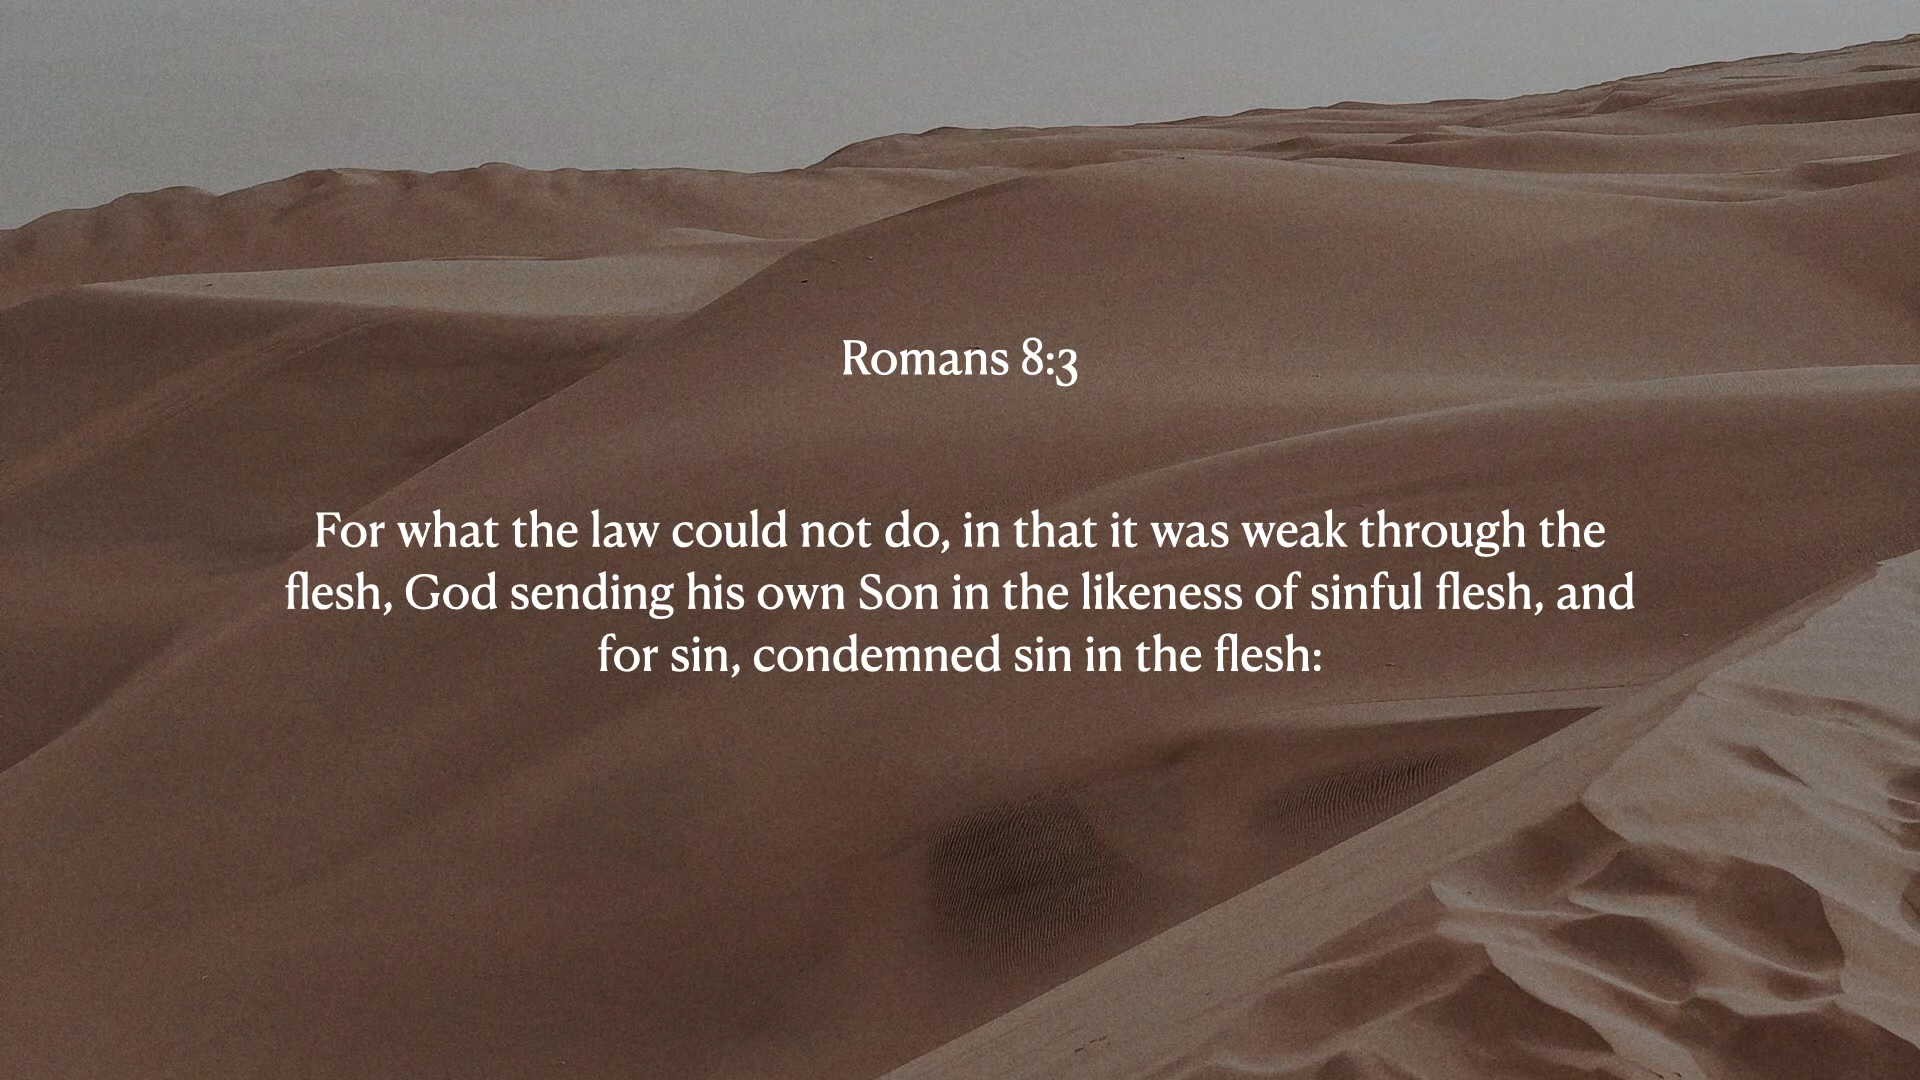 Romans 8:3
For what the law could not do, in that it was weak through the
flesh, God sending his own Son in the likeness of sinful flesh, and
for sin, condemned sin in the flesh: